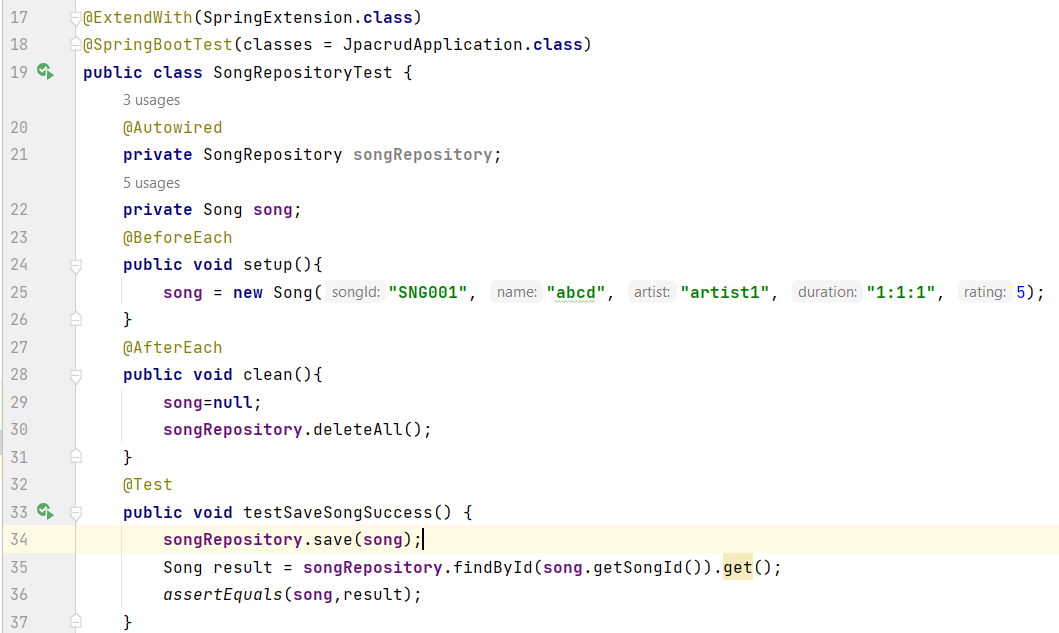 17 @ExtendWith(SpringExtension.class)
18 @SpringBootTest(classes = JpacrudApplication.class)
19 public class SongRepositoryTest {
3 usages
20 @Autowired
21 private SongRepository songRepository;
5 usages
22 private Song song;
23 @BeforeEach
24 public void setup(){
25 song = new Song( songId: "SNG001", name: "abcd", artist: "artist1", duration: "1:1:1", rating: 5);
26 }
27 @AfterEach
28 public void clean(){
29 song=null;
30 songRepository.deleteAll();
31 }
32 @Test
33 public void testSaveSongSuccess() {
34 songRepository.save(song);
35 Song result = songRepository.findById(song.getSongId()).get();
36 assertEquals(song,result);
37 }